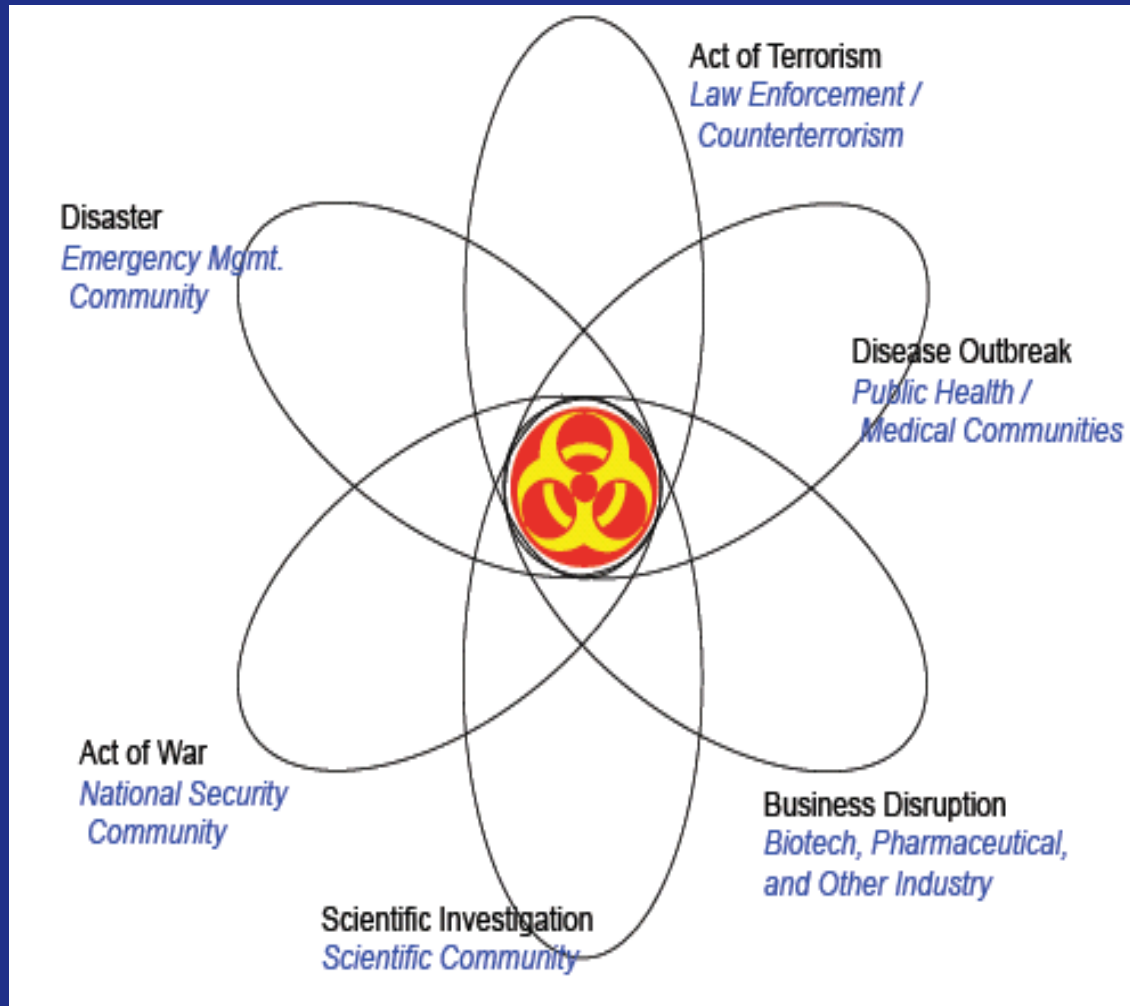 Act of Terrorism
Law Enforcement /
Counterterrorism
Disaster
Emergency Mgmt.
Community
Disease Outbreak
Public Health /
Medical Communities
Act of War
National Security
Community
Business Disruption
Biotech, Pharmaceutical,
and Other Industry
Scientific Investigation
Scientific Community